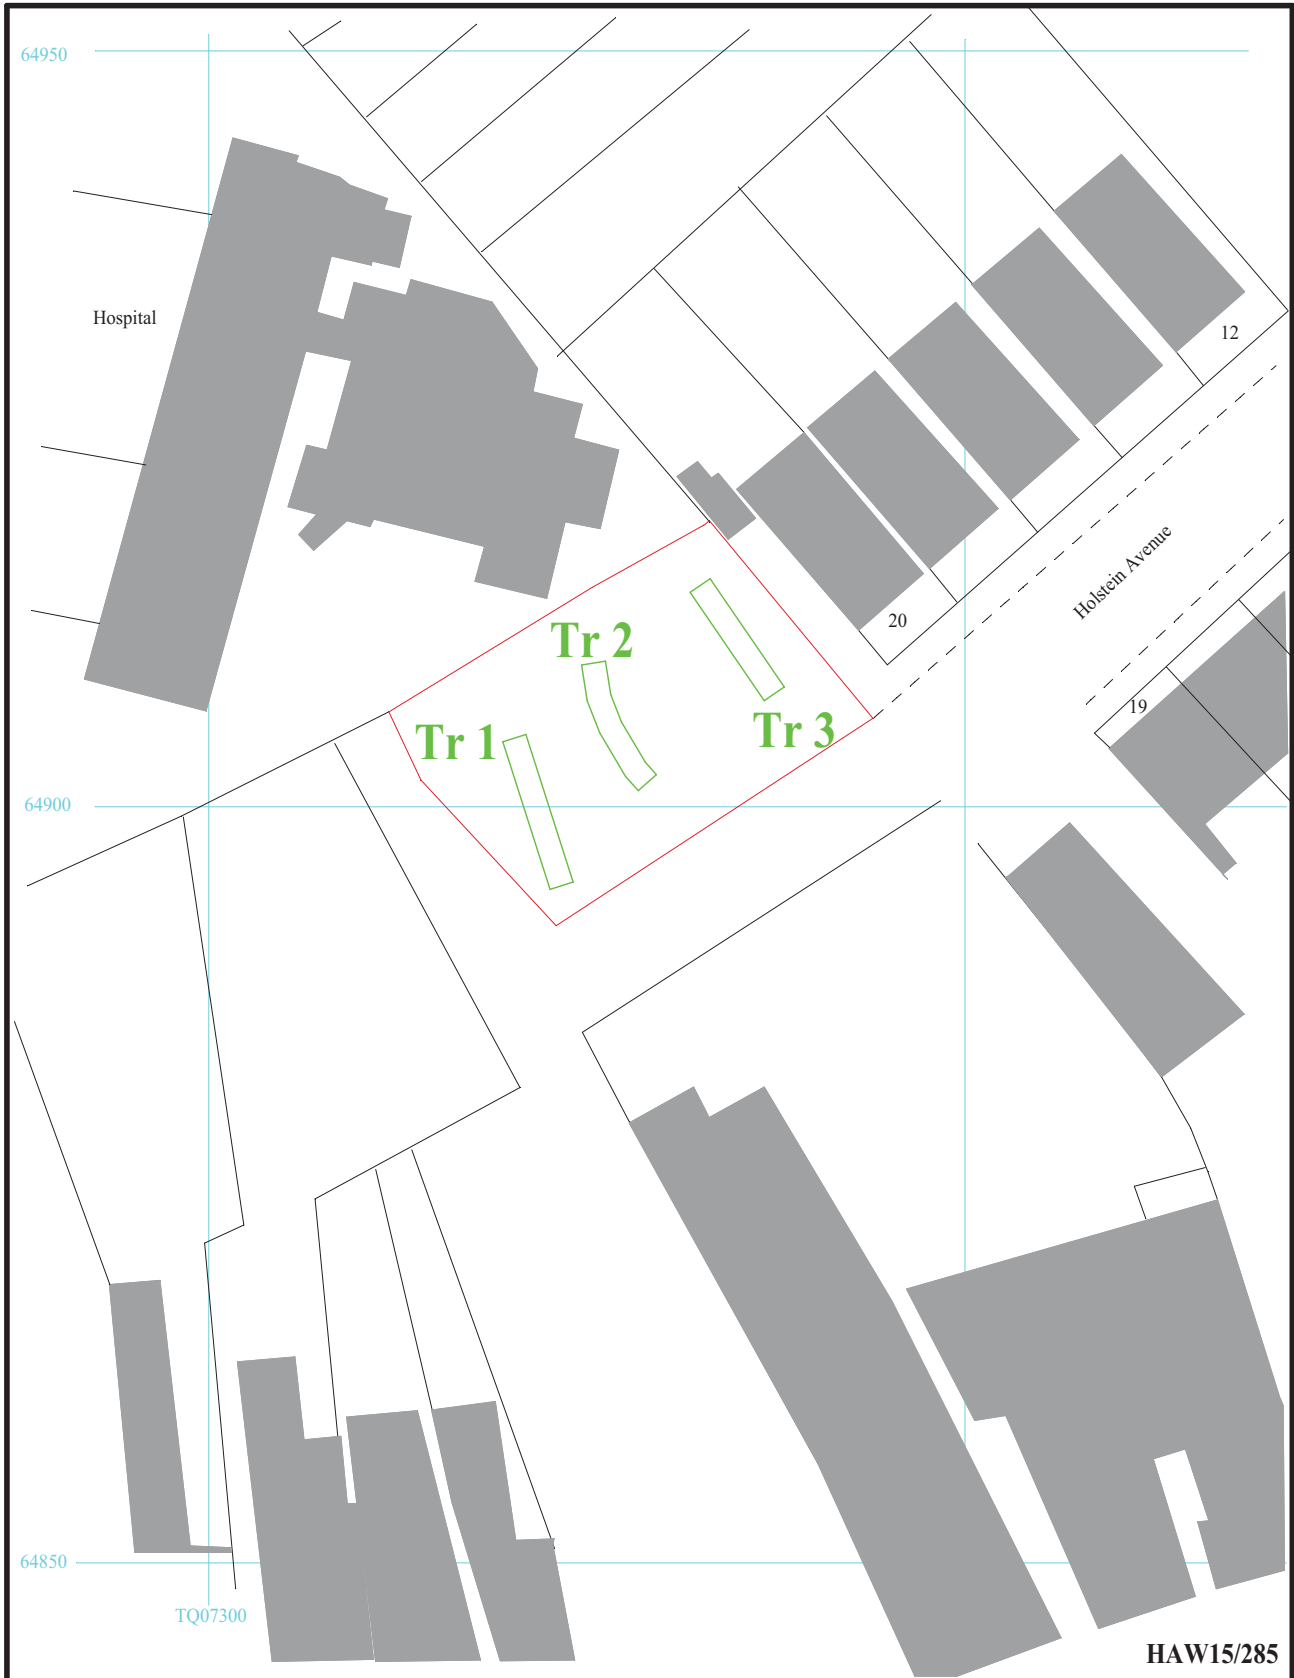 64950
Hospital
12
Holstein Avenue
20
Tr 2
19
Tr 3
Tr 1
64900
64850
TQ07300
HAW15/285